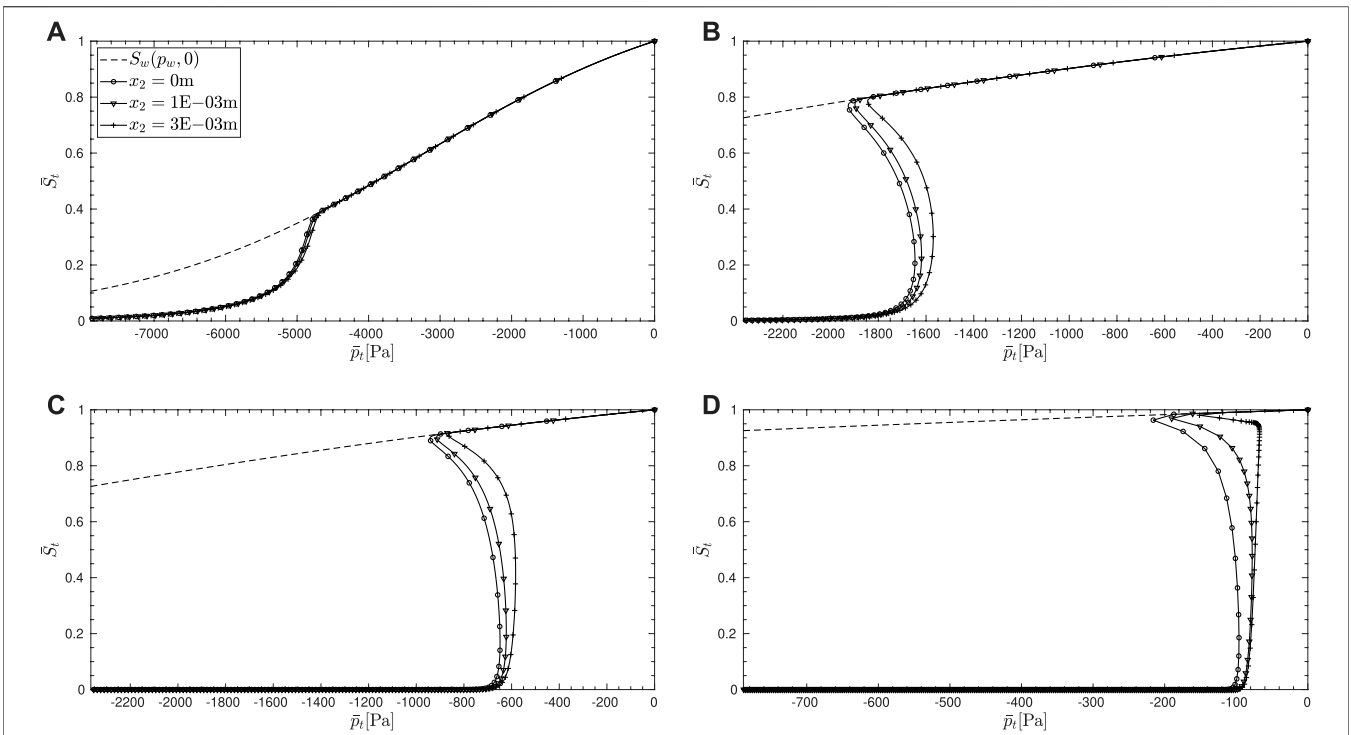 A
B
S̄_t
1
0.8
0.6
0.4
0.2
0
S_w(p_w, 0)
x_2 = 0m
x_2 = 1E−03m
x_2 = 3E−03m
-7000 -6000 -5000 -4000 -3000 -2000 -1000 0
p̄_t[Pa]
S̄_t
1
0.8
0.6
0.4
0.2
0
-2200 -2000 -1800 -1600 -1400 -1200 -1000 -800 -600 -400 -200 0
p̄_t[Pa]
C
D
S̄_t
1
0.8
0.6
0.4
0.2
0
-2200 -2000 -1800 -1600 -1400 -1200 -1000 -800 -600 -400 -200 0
p̄_t[Pa]
S̄_t
1
0.8
0.6
0.4
0.2
0
-700 -600 -500 -400 -300 -200 -100 0
p̄_t[Pa]